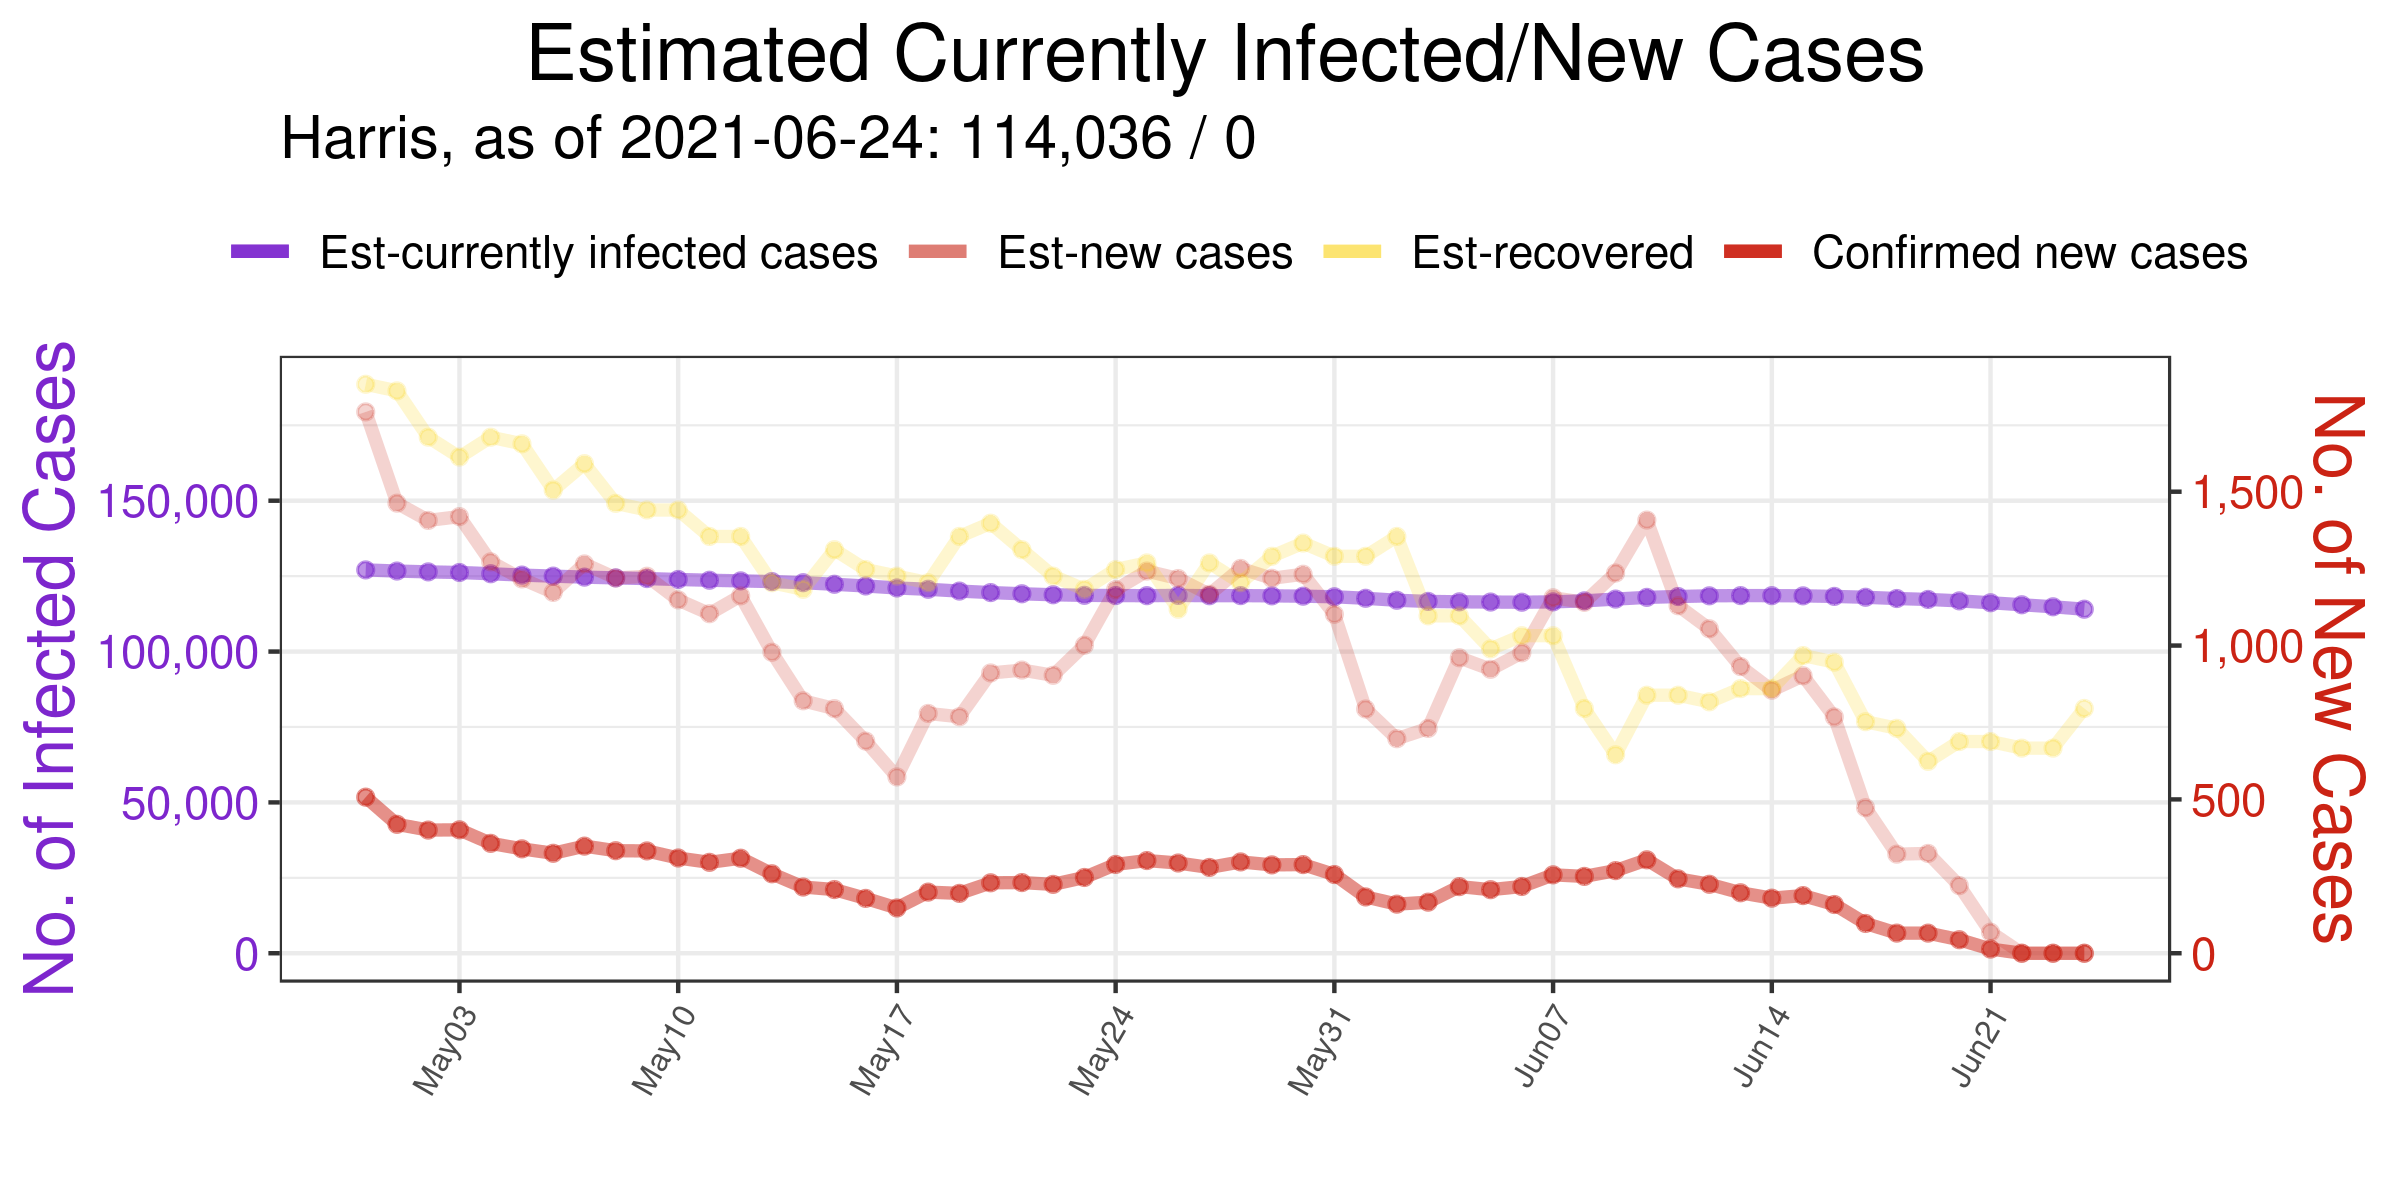 Estimated Currently Infected/New Cases
Harris, as of 2021-06-24: 114,036 / 0
Est-currently infected cases Est-new cases Est-recovered Confirmed new cases
No. of Infected Cases
150,000
100,000
50,000
0
No. of New Cases
1,500
1,000
500
0
May03 May10 May17 May24 May31 Jun07 Jun14 Jun21